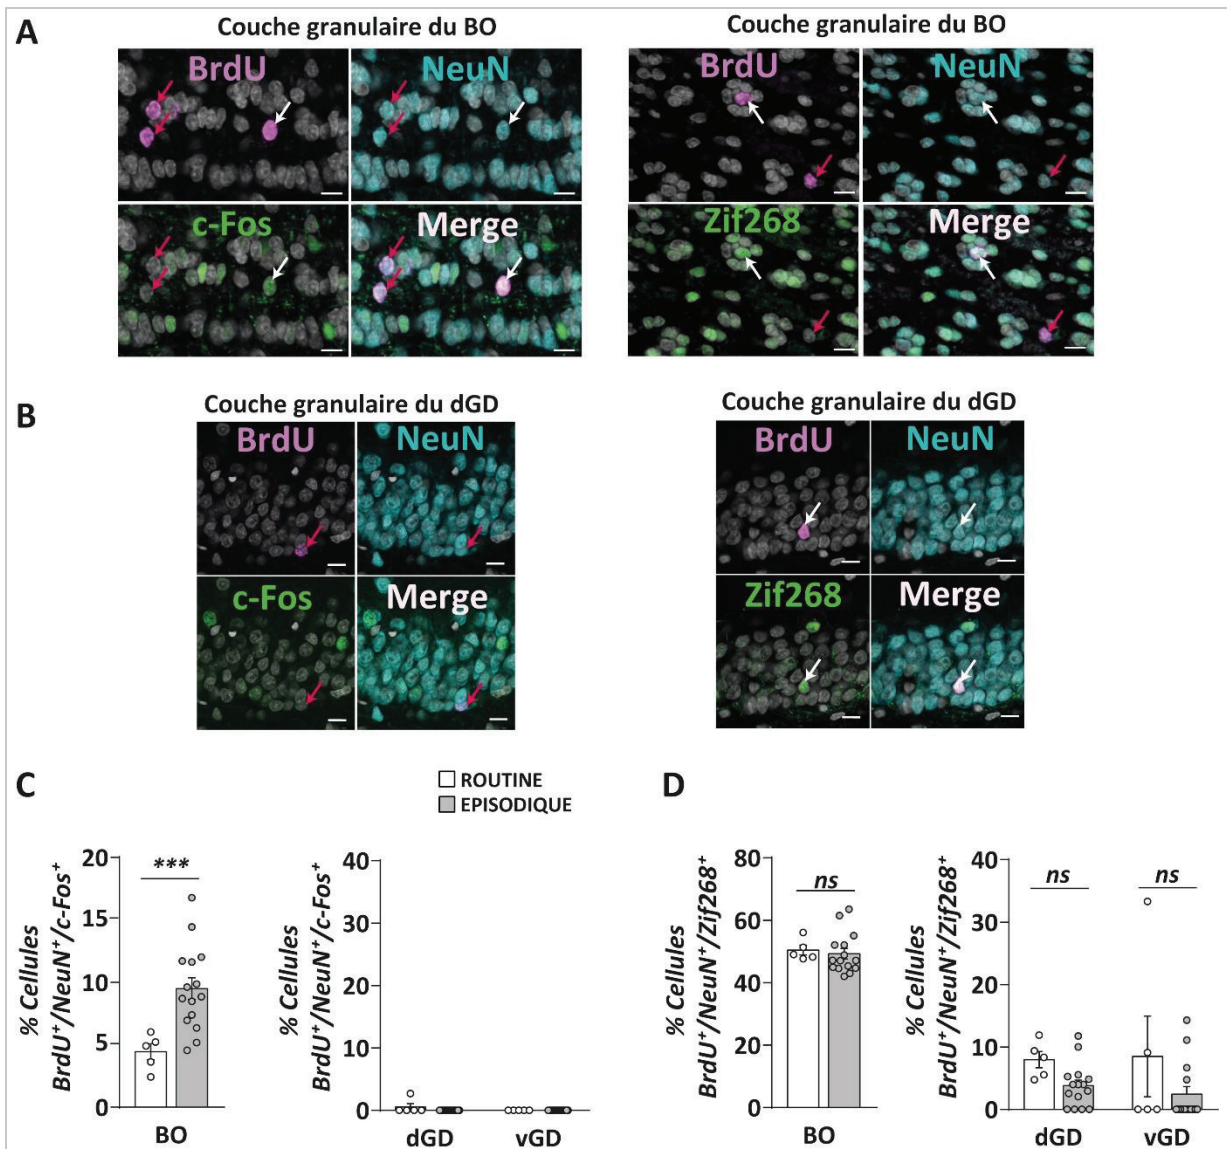 A
Couche granulaire du BO
BrdU
NeuN
c-Fos
Merge
Couche granulaire du BO
BrdU
NeuN
Zif268
Merge
B
Couche granulaire du dGD
BrdU
NeuN
c-Fos
Merge
Couche granulaire du dGD
BrdU
NeuN
Zif268
Merge
ROUTINE
EPISODIQUE
C
% Cellules
BrdU⁺/NeuN⁺/c-Fos⁺
20
15
10
5
0
***
BO
% Cellules
BrdU⁺/NeuN⁺/c-Fos⁺
40
30
20
10
0
dGD
vGD
D
% Cellules
BrdU⁺/NeuN⁺/Zif268⁺
80
60
40
20
0
ns
BO
% Cellules
BrdU⁺/NeuN⁺/Zif268⁺
40
30
20
10
0
ns
ns
dGD
vGD